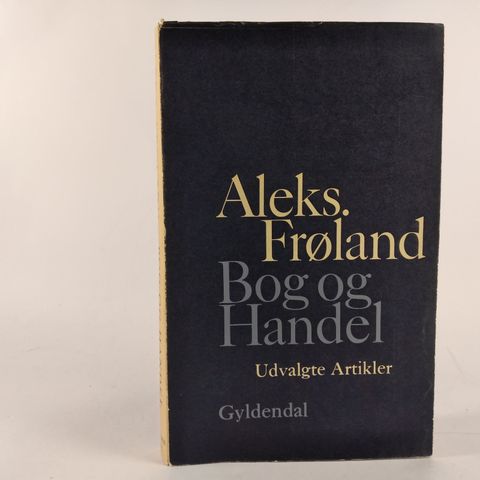 Aleks.
Frøland
Bog og
Handel
Udvalgte Artikler
Gyldendal